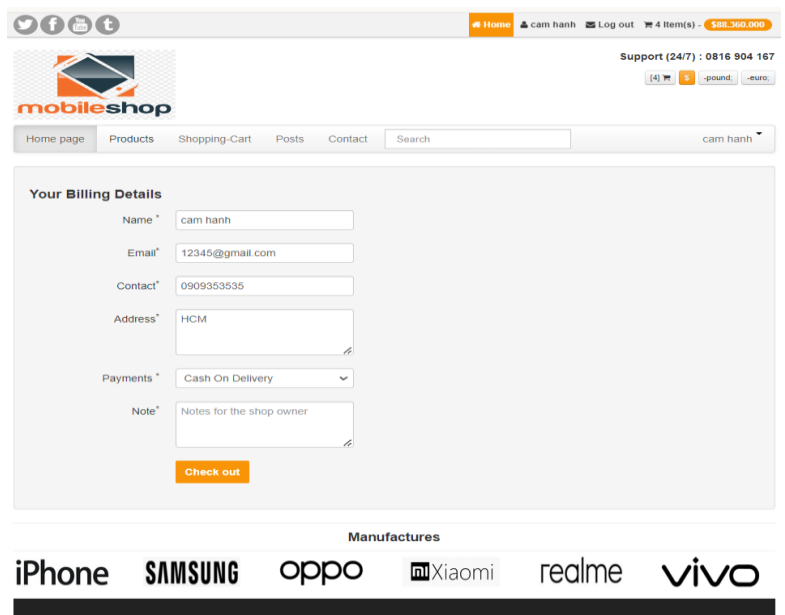 Home cam hanh Log out 4 Item(s) - $88.360.000
Support (24/7) : 0816 904 167
[4] $ -pound; -euro;
mobileshop
Home page Products Shopping-Cart Posts Contact Search cam hanh
Your Billing Details
Name * cam hanh
Email* 12345@gmail.com
Contact* 0909353535
Address* HCM
Payments * Cash On Delivery
Note* Notes for the shop owner
Check out
Manufactures
iPhone SAMSUNG oppo mi Xiaomi realme vivo